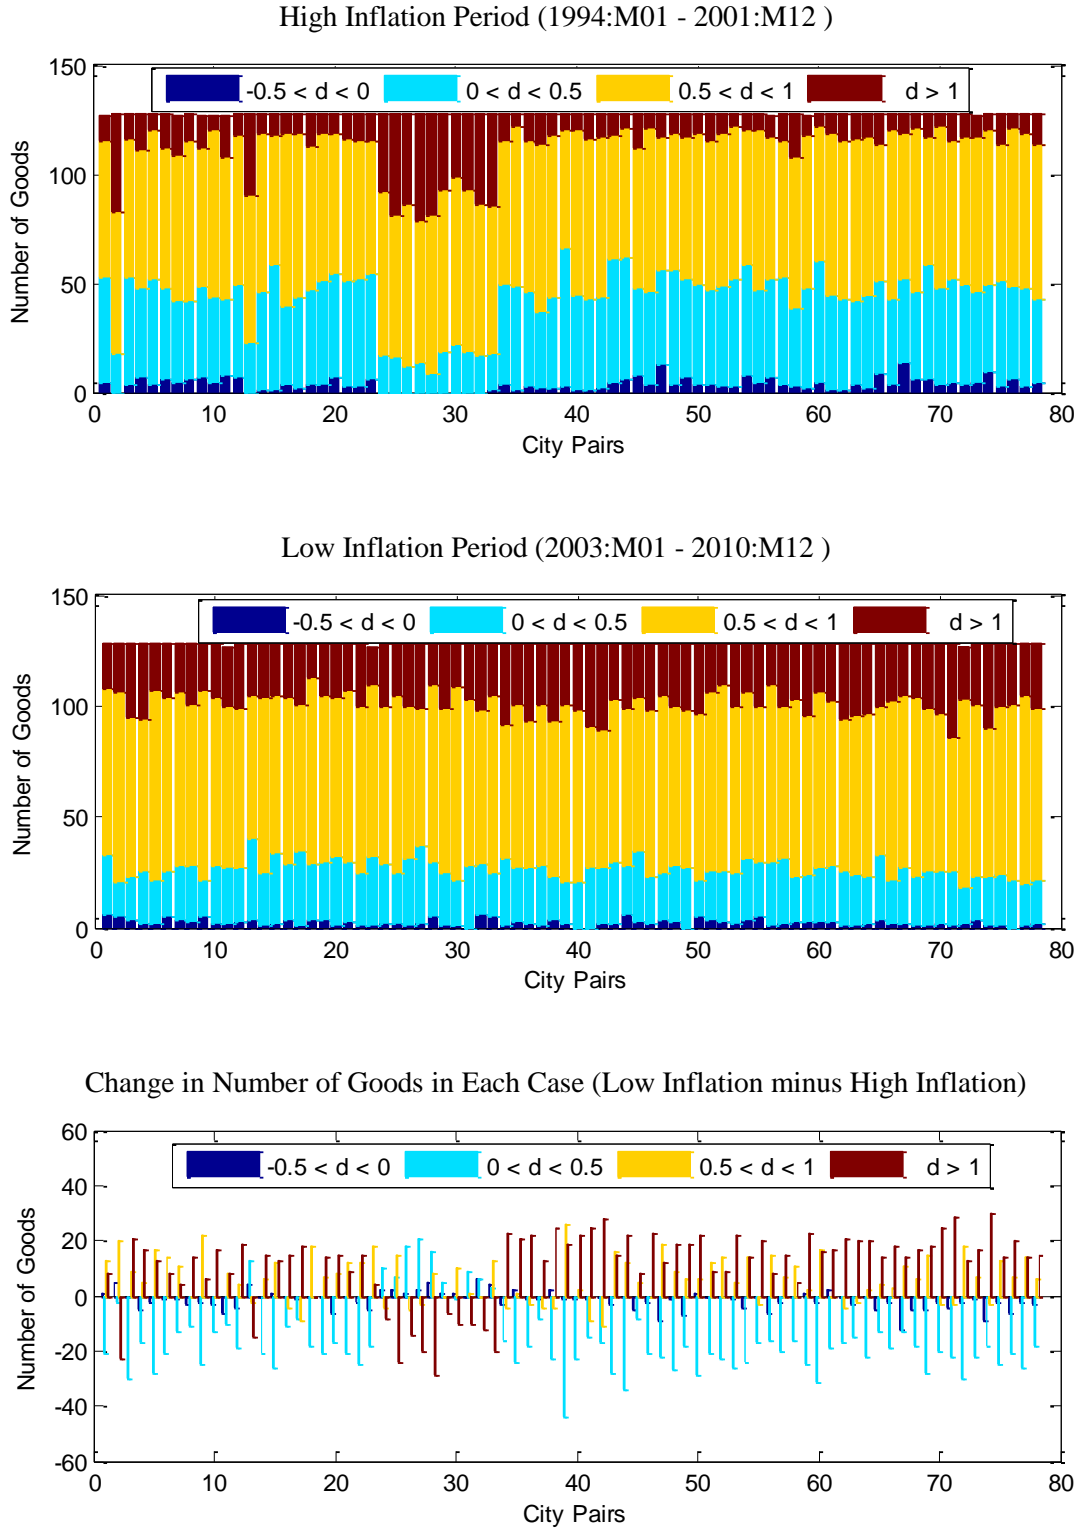 High Inflation Period (1994:M01 - 2001:M12 )
150
-0.5 < d < 0 0 < d < 0.5 0.5 < d < 1 d > 1
100
50
0
Number of Goods
0 10 20 30 40 50 60 70 80
City Pairs
Low Inflation Period (2003:M01 - 2010:M12 )
150
-0.5 < d < 0 0 < d < 0.5 0.5 < d < 1 d > 1
100
50
0
Number of Goods
0 10 20 30 40 50 60 70 80
City Pairs
Change in Number of Goods in Each Case (Low Inflation minus High Inflation)
60
-0.5 < d < 0 0 < d < 0.5 0.5 < d < 1 d > 1
40
20
0
-20
-40
-60
Number of Goods
0 10 20 30 40 50 60 70 80
City Pairs